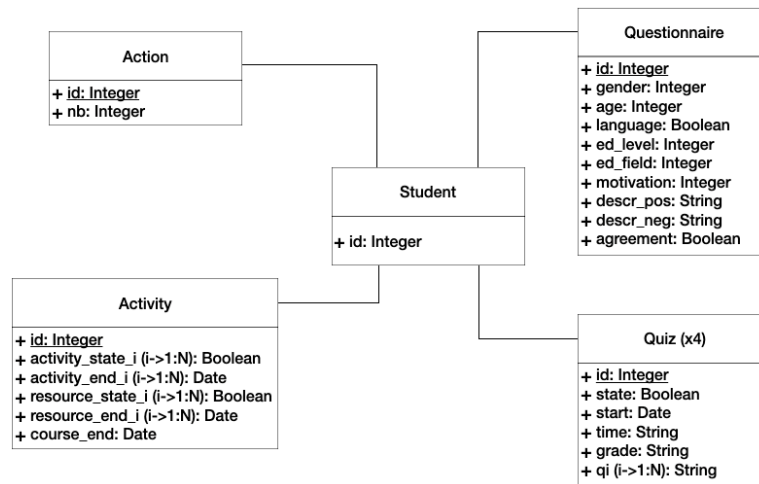 Action
+ id: Integer
+ nb: Integer
Questionnaire
+ id: Integer
+ gender: Integer
+ age: Integer
+ language: Boolean
+ ed_level: Integer
+ ed_field: Integer
+ motivation: Integer
+ descr_pos: String
+ descr_neg: String
+ agreement: Boolean
Student
+ id: Integer
Activity
+ id: Integer
+ activity_state_i (i->1:N): Boolean
+ activity_end_i (i->1:N): Date
+ resource_state_i (i->1:N): Boolean
+ resource_end_i (i->1:N): Date
+ course_end: Date
Quiz (x4)
+ id: Integer
+ state: Boolean
+ start: Date
+ time: String
+ grade: String
+ qi (i->1:N): String